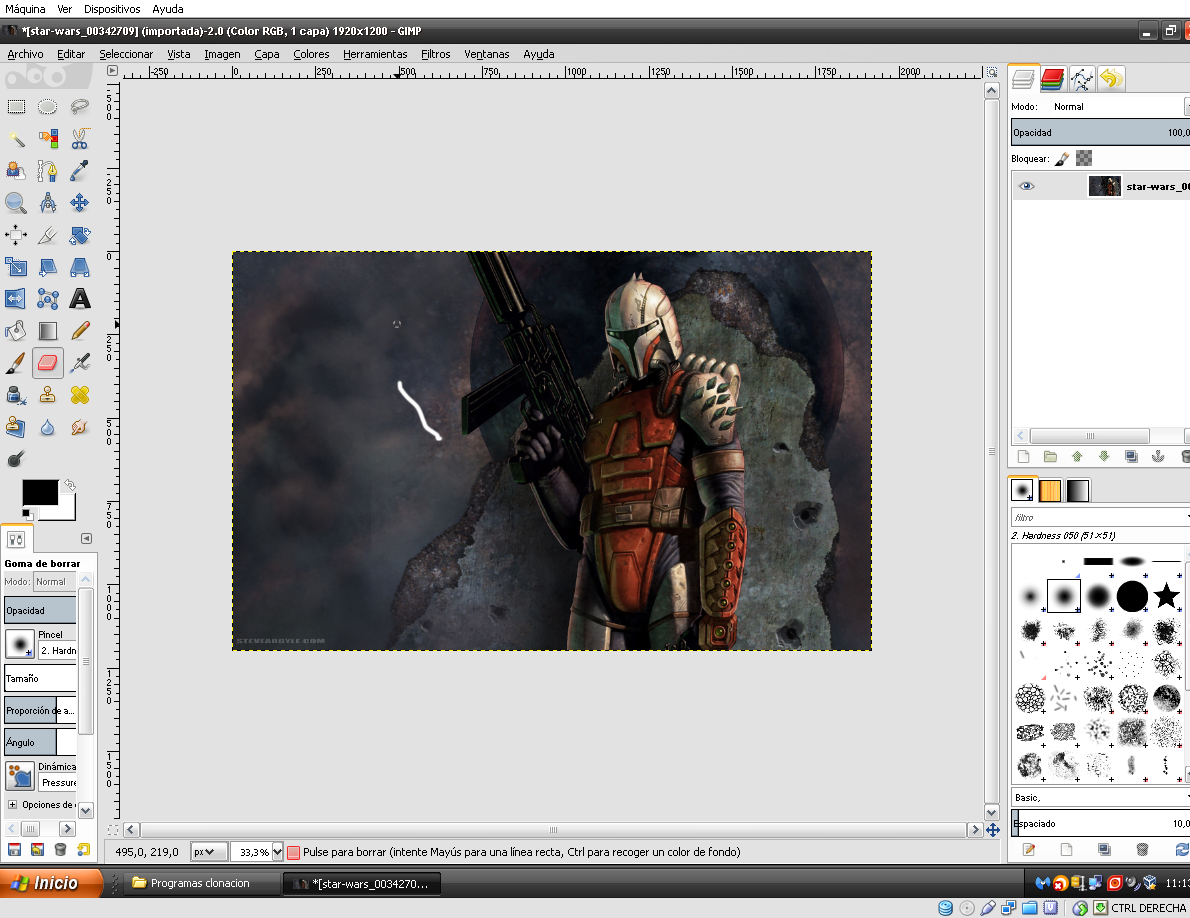 Máquina Ver Dispositivos Ayuda
*[star-wars_00342709] (importada)-2.0 (Color RGB, 1 capa) 1920x1200 - GIMP
Archivo Editar Seleccionar Vista Imagen Capa Colores Herramientas Filtros Ventanas Ayuda
-250 0 250 500 750 1000 1250 1500 1750 2000
Modo: Normal
Opacidad 100,0
Bloquear:
star-wars_00
STEVEARGYLE.COM
filtro
2. Hardness 050 (51×51)
Goma de borrar
Modo: Normal
Opacidad
Pincel
2. Hardn
Tamaño
Proporción de a...
Ángulo
Dinámica
Pressure
Opciones de
Basic,
Espaciado 10,0
495,0, 219,0 px 33,3% Pulse para borrar (intente Mayús para una línea recta, Ctrl para recoger un color de fondo)
Inicio Programas clonacion *[star-wars_0034270... 11:13
CTRL DERECHA